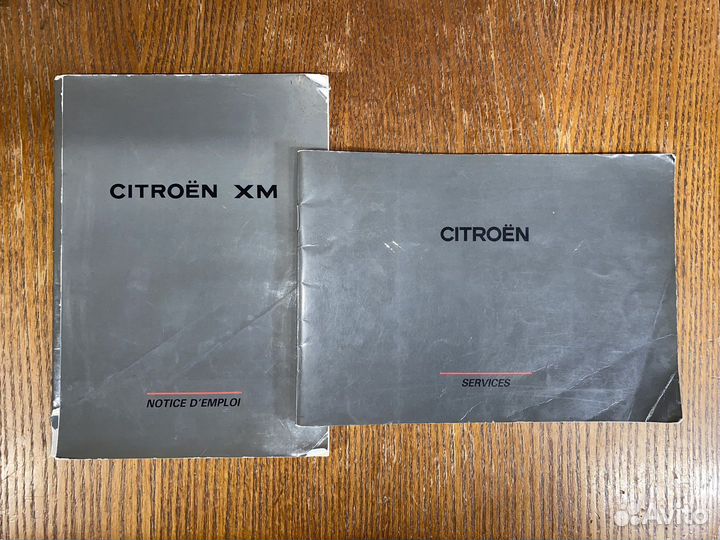 CITROËN XM
NOTICE D'EMPLOI
CITROËN
SERVICES
Avito